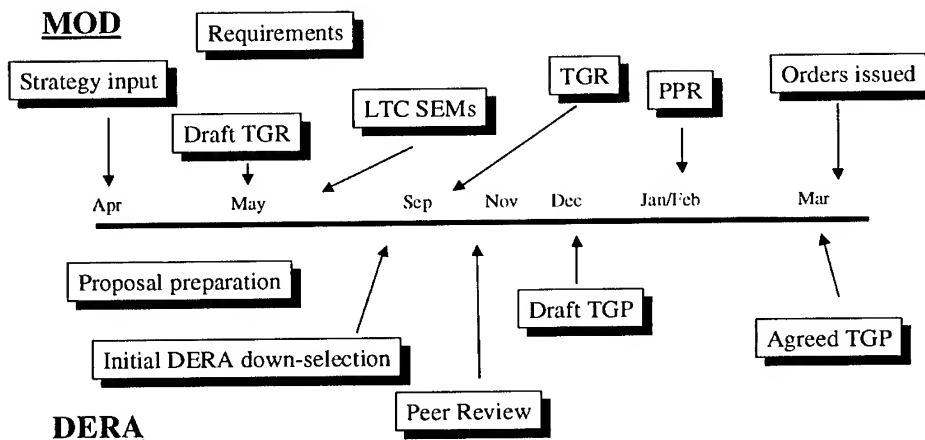 MOD
Requirements
Strategy input
TGR
PPR
Orders issued
LTC SEMs
Draft TGR
Apr May Sep Nov Dec Jan/Feb Mar
Proposal preparation
Draft TGP
Agreed TGP
Initial DERA down-selection
Peer Review
DERA